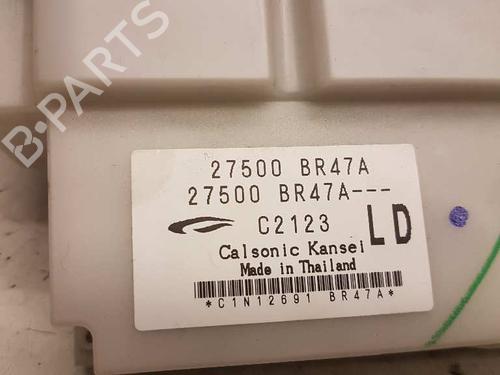 B-PARTS
27500 BR47A
27500 BR47A---
C2123
LD
Calsonic Kansei
Made in Thailand
*C1N12691 BR47A*